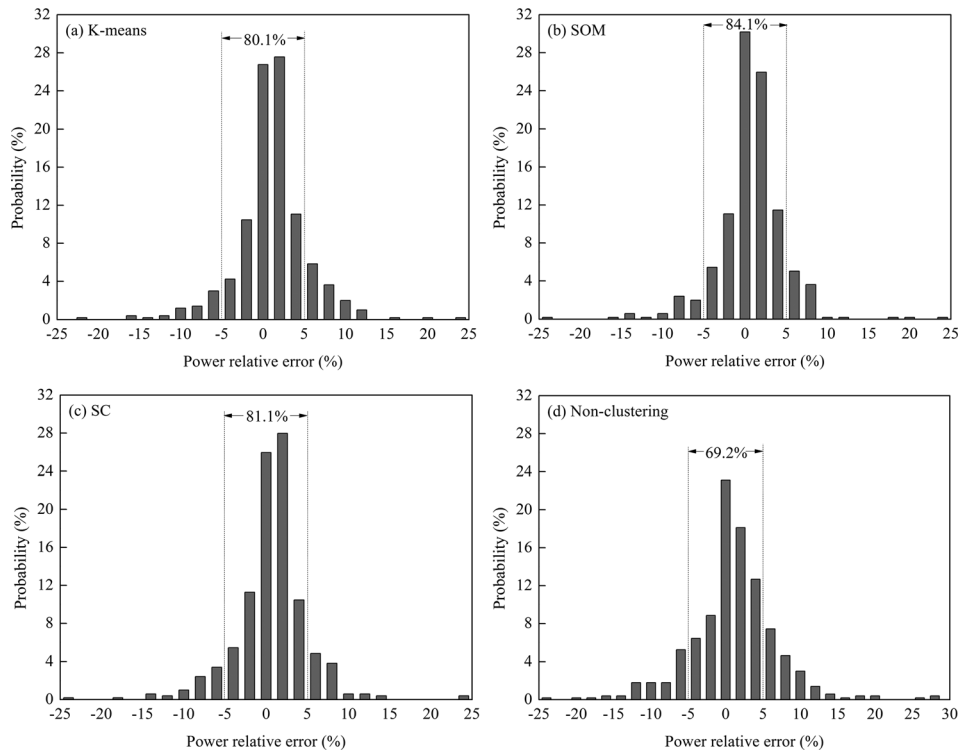 (a) K-means
80.1%
32
28
24
20
16
12
8
4
0
Probability (%)
-25 -20 -15 -10 -5 0 5 10 15 20 25
Power relative error (%)
(b) SOM
84.1%
32
28
24
20
16
12
8
4
0
Probability (%)
-25 -20 -15 -10 -5 0 5 10 15 20 25
Power relative error (%)
(c) SC
81.1%
32
28
24
20
16
12
8
4
0
Probability (%)
-25 -20 -15 -10 -5 0 5 10 15 20 25
Power relative error (%)
(d) Non-clustering
69.2%
32
28
24
20
16
12
8
4
0
Probability (%)
-25 -20 -15 -10 -5 0 5 10 15 20 25 30
Power relative error (%)